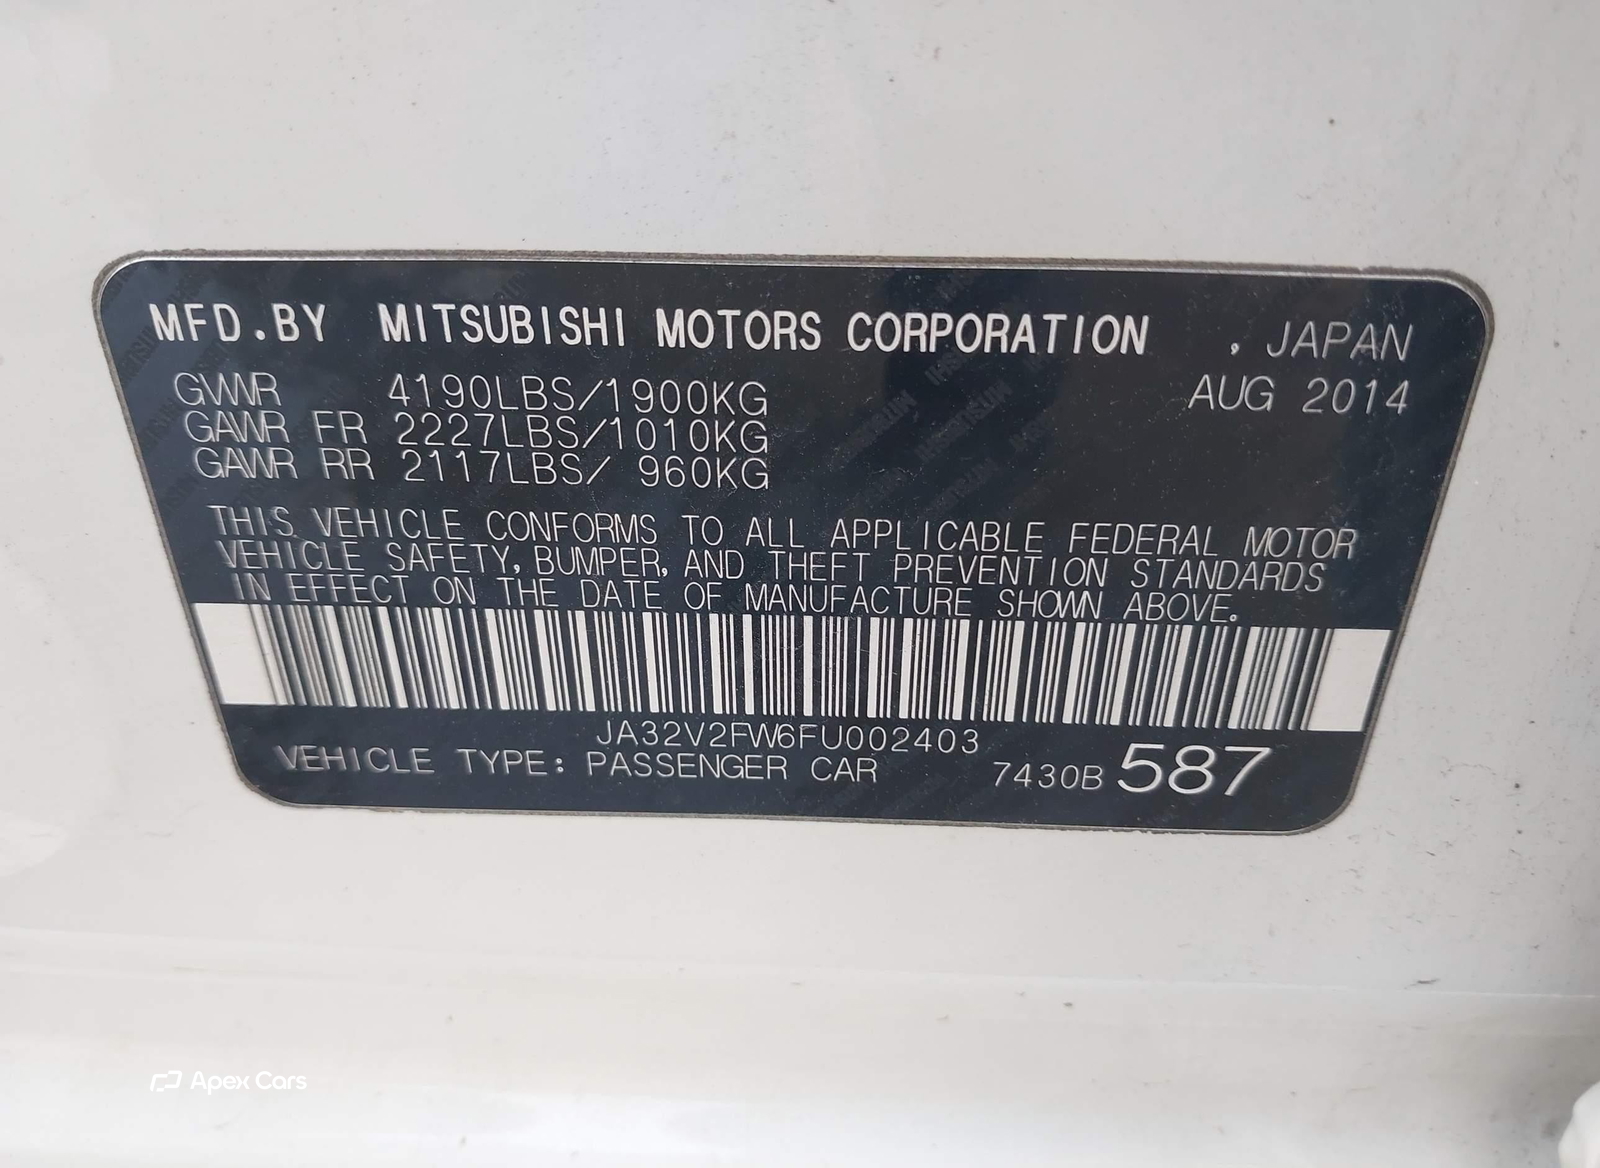 MFD.BY MITSUBISHI MOTORS CORPORATION , JAPAN
GVWR 4190LBS/1900KG AUG 2014
GAWR FR 2227LBS/1010KG
GAWR RR 2117LBS/ 960KG
THIS VEHICLE CONFORMS TO ALL APPLICABLE FEDERAL MOTOR
VEHICLE SAFETY, BUMPER, AND THEFT PREVENTION STANDARDS
IN EFFECT ON THE DATE OF MANUFACTURE SHOWN ABOVE.
JA32V2FW6FU002403
VEHICLE TYPE: PASSENGER CAR 7430B 587
Apex Cars